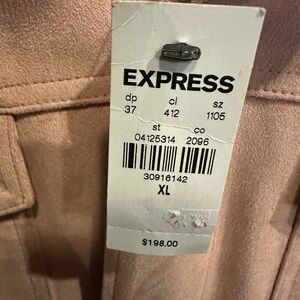 EXPRESS
dp cl sz
37 412 1105
st co
04125314 2096
30916142
XL
$198.00